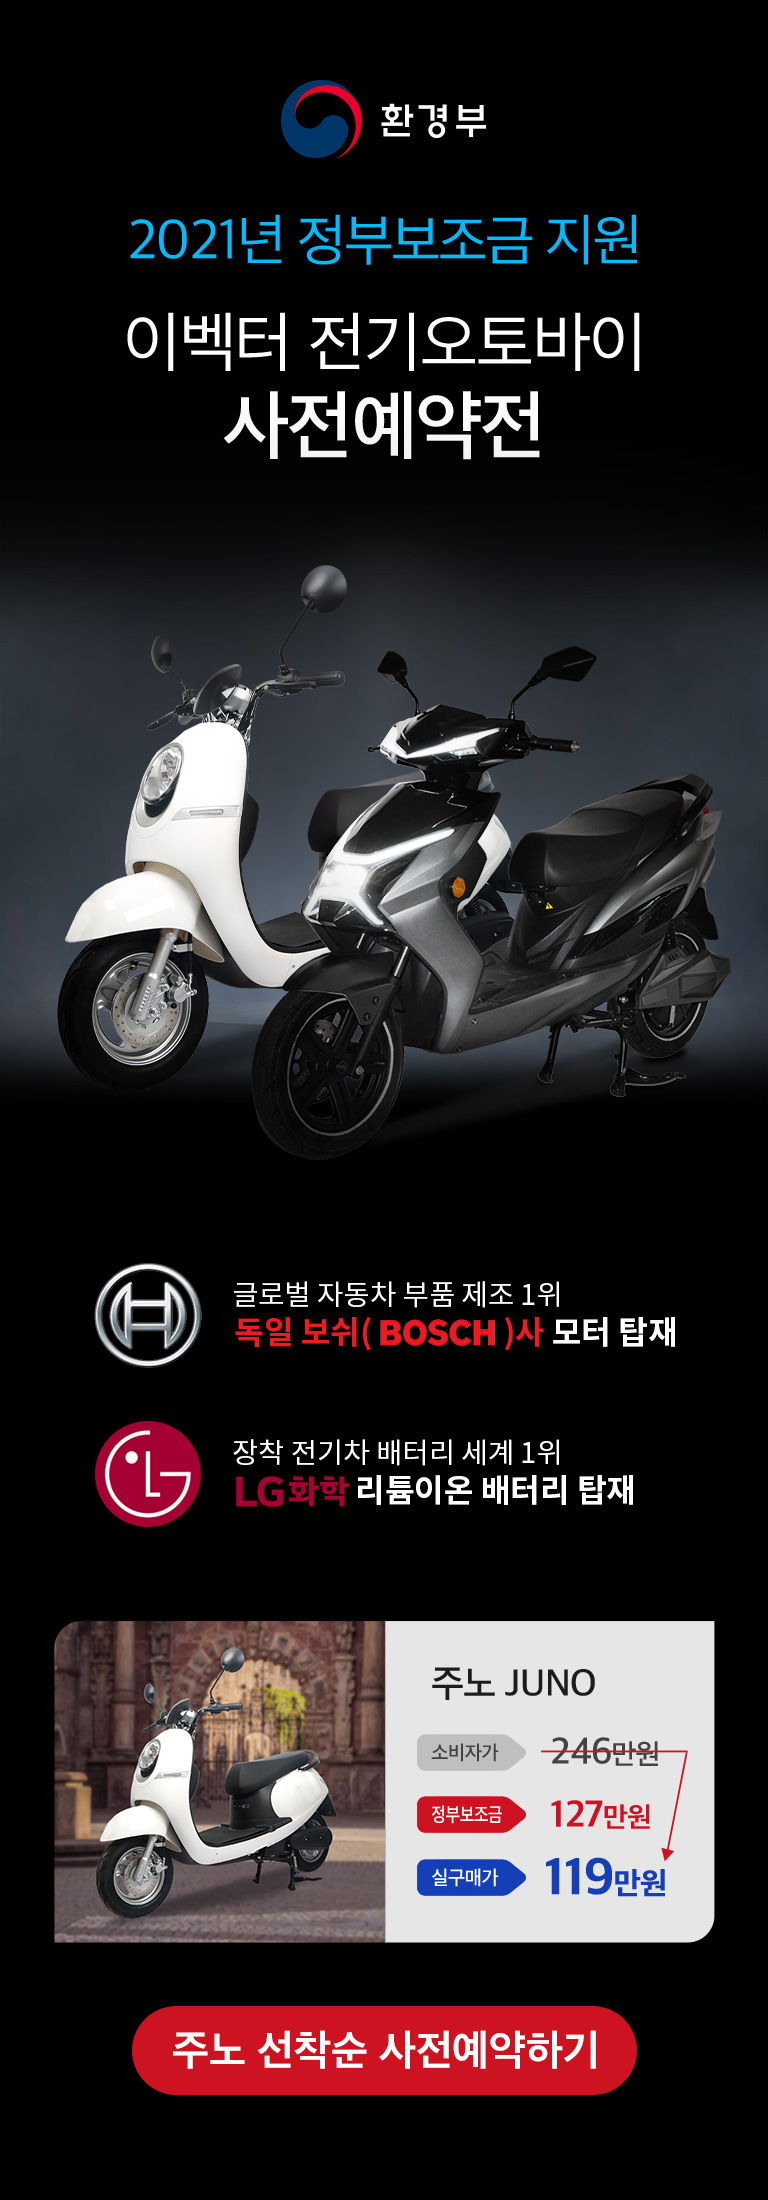 환경부
2021년 정부보조금 지원
이벡터 전기오토바이
사전예약전
글로벌 자동차 부품 제조 1위
독일 보쉬( BOSCH )사 모터 탑재
장착 전기차 배터리 세계 1위
LG화학 리튬이온 배터리 탑재
주노 JUNO
소비자가 246만원
정부보조금 127만원
실구매가 119만원
주노 선착순 사전예약하기